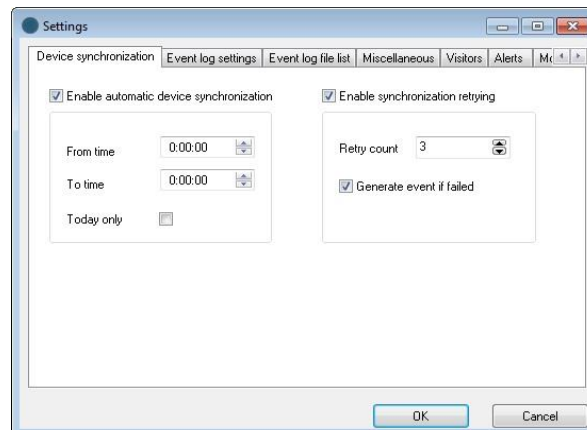 Settings
Device synchronization Event log settings Event log file list Miscellaneous Visitors Alerts
Enable automatic device synchronization
From time 0:00:00
To time 0:00:00
Today only
Enable synchronization retrying
Retry count 3
Generate event if failed
OK Cancel